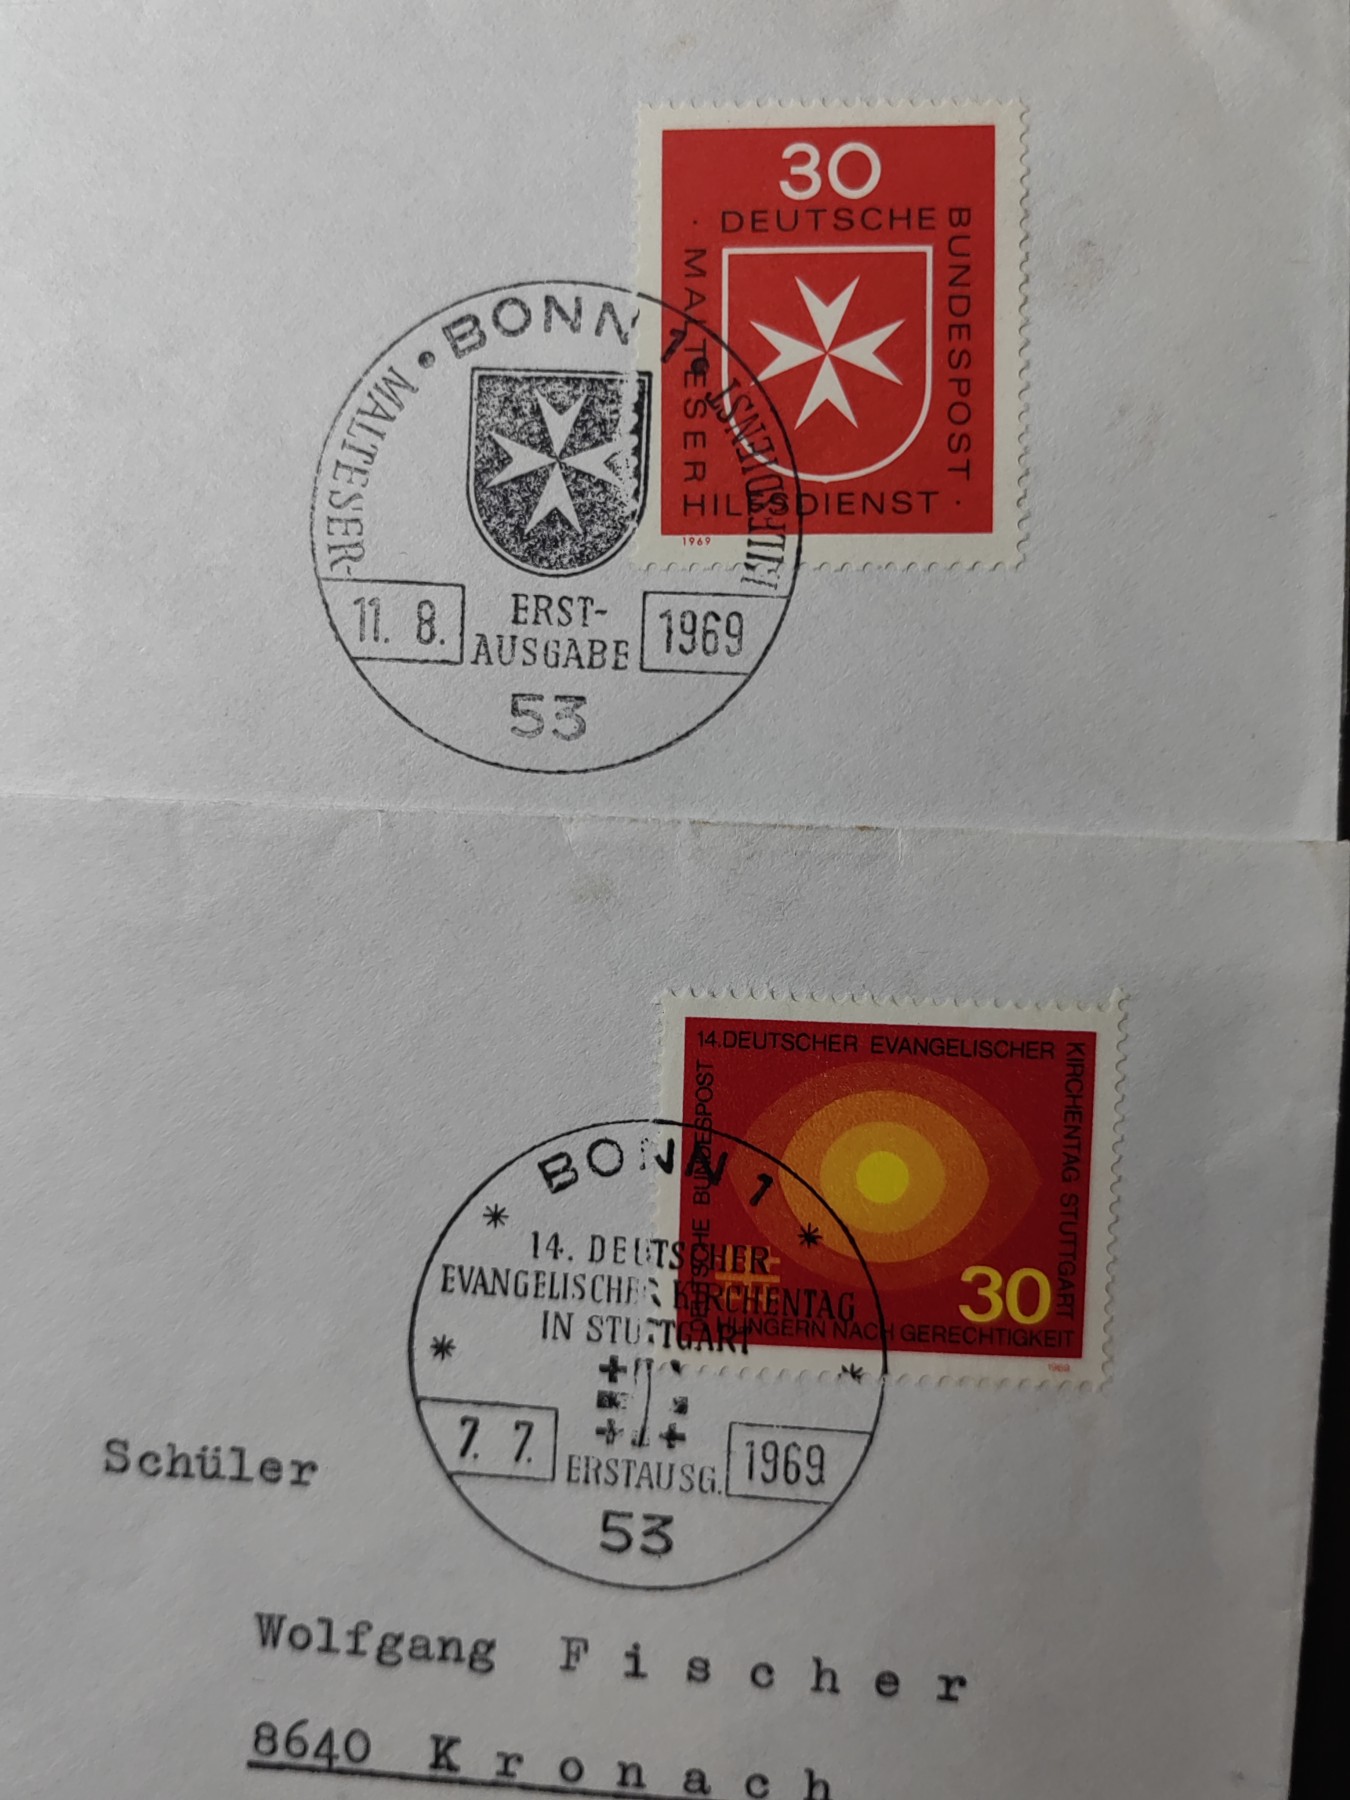 30
· DEUTSCHE BUNDESPOST
· MALTESER
HILFSDIENST ·
1969
• BONN 1 •
MALTESER-
HILFSDIENST
11. 8.
ERST-
AUSGABE
1969
53
14. DEUTSCHER EVANGELISCHER
KIRCHENTAG STUTTGART
DEUTSCHE BUNDESPOST
30
HUNGERN NACH GERECHTIGKEIT
1969
BONN 1
14. DEUTSCHER
EVANGELISCHER KIRCHENTAG
IN STUTTGART
7. 7.
ERSTAUSG.
1969
53
Schüler
Wolfgang Fischer
8640 Kronach